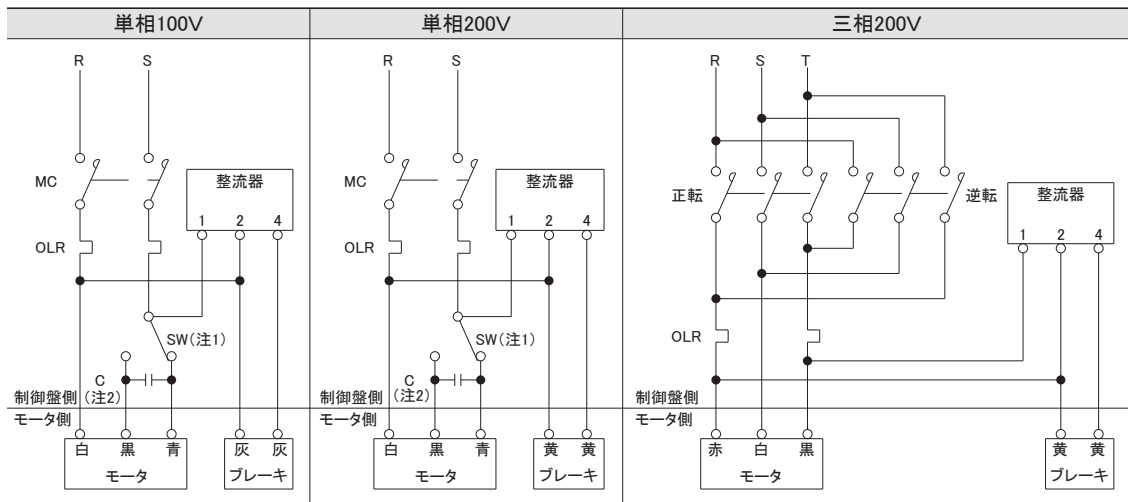 単相100V
R
S
MC
整流器
1 2 4
OLR
SW(注1)
C
(注2)
制御盤側
モータ側
白 黒 青 灰 灰
モータ
ブレーキ
単相200V
R
S
MC
整流器
1 2 4
OLR
SW(注1)
C
(注2)
制御盤側
モータ側
白 黒 青 黄 黄
モータ
ブレーキ
三相200V
R S T
正転
逆転
整流器
1 2 4
OLR
制御盤側
モータ側
赤 白 黒 黄 黄
モータ
ブレーキ